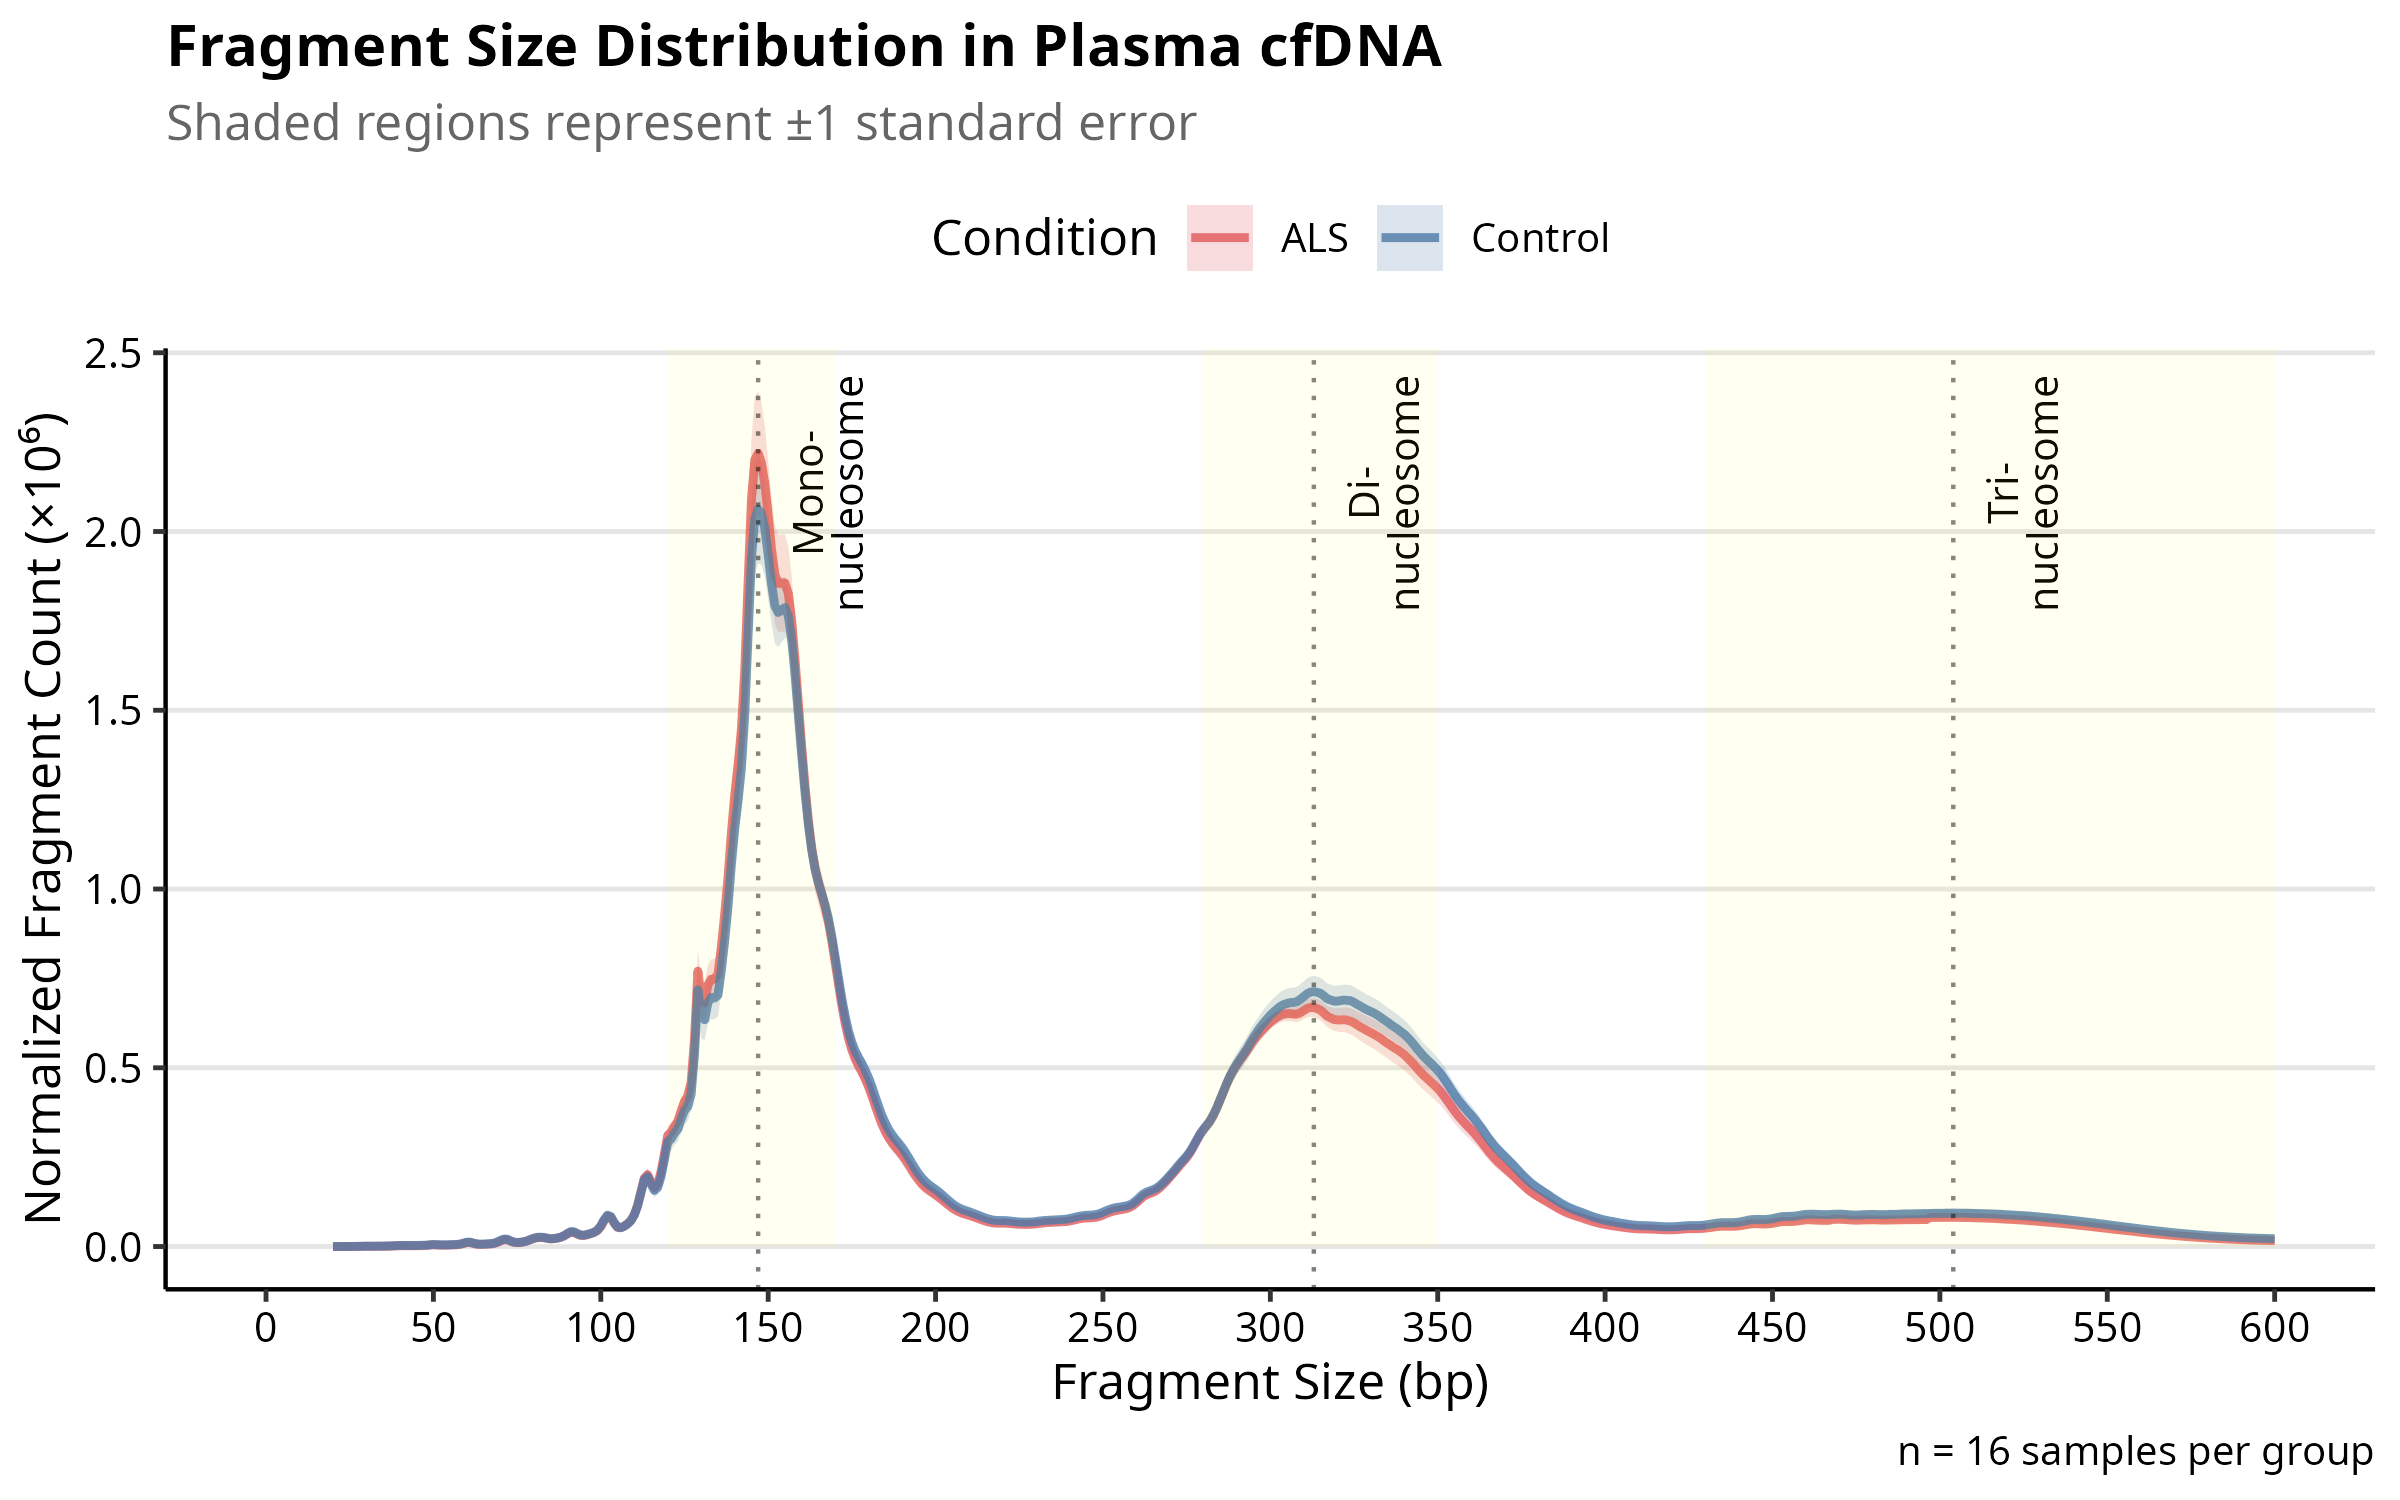 Fragment Size Distribution in Plasma cfDNA
Shaded regions represent ±1 standard error
Condition ALS Control
Normalized Fragment Count (×10⁶)
2.5
2.0
1.5
1.0
0.5
0.0
Mono-
nucleosome
Di-
nucleosome
Tri-
nucleosome
0 50 100 150 200 250 300 350 400 450 500 550 600
Fragment Size (bp)
n = 16 samples per group